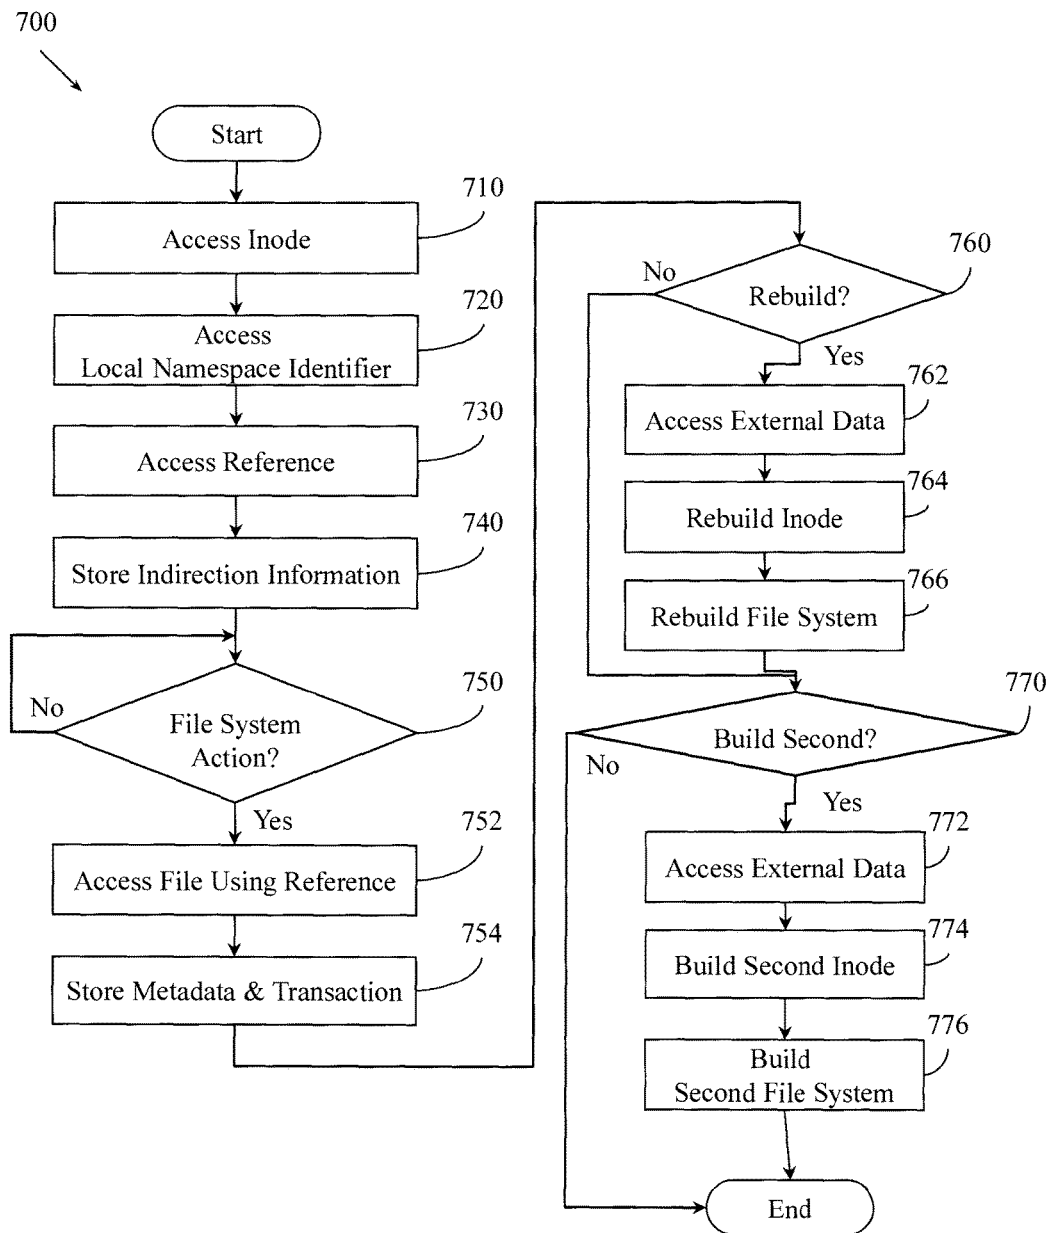 700
Start
710
Access Inode
720
Access
Local Namespace Identifier
730
Access Reference
740
Store Indirection Information
750
No
File System
Action?
Yes
752
Access File Using Reference
754
Store Metadata & Transaction
760
No
Rebuild?
Yes
762
Access External Data
764
Rebuild Inode
766
Rebuild File System
770
Build Second?
No
Yes
772
Access External Data
774
Build Second Inode
776
Build
Second File System
End